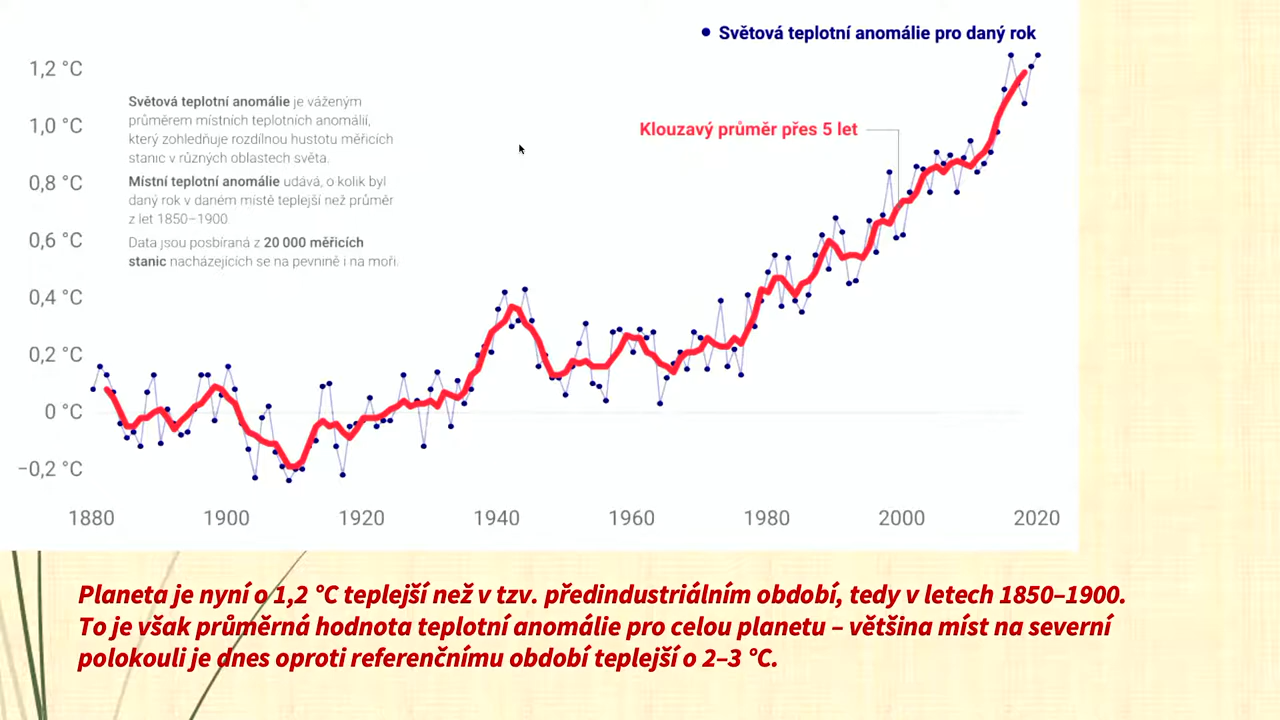 Světová teplotní anomálie pro daný rok
1,2 °C
Světová teplotní anomálie je váženým
průměrem místních teplotních anomálií,
který zohledňuje rozdílnou hustotu měřicích
stanic v různých oblastech světa.
Klouzavý průměr přes 5 let
1,0 °C
Místní teplotní anomálie udává, o kolik byl
daný rok v daném místě teplejší než průměr
z let 1850–1900.
0,8 °C
Data jsou posbíraná z 20 000 měřicích
stanic nacházejících se na pevnině i na moři.
0,6 °C
0,4 °C
0,2 °C
0 °C
−0,2 °C
1880 1900 1920 1940 1960 1980 2000 2020
Planeta je nyní o 1,2 °C teplejší než v tzv. předindustriálním období, tedy v letech 1850–1900.
To je však průměrná hodnota teplotní anomálie pro celou planetu – většina míst na severní
polokouli je dnes oproti referenčnímu období teplejší o 2–3 °C.